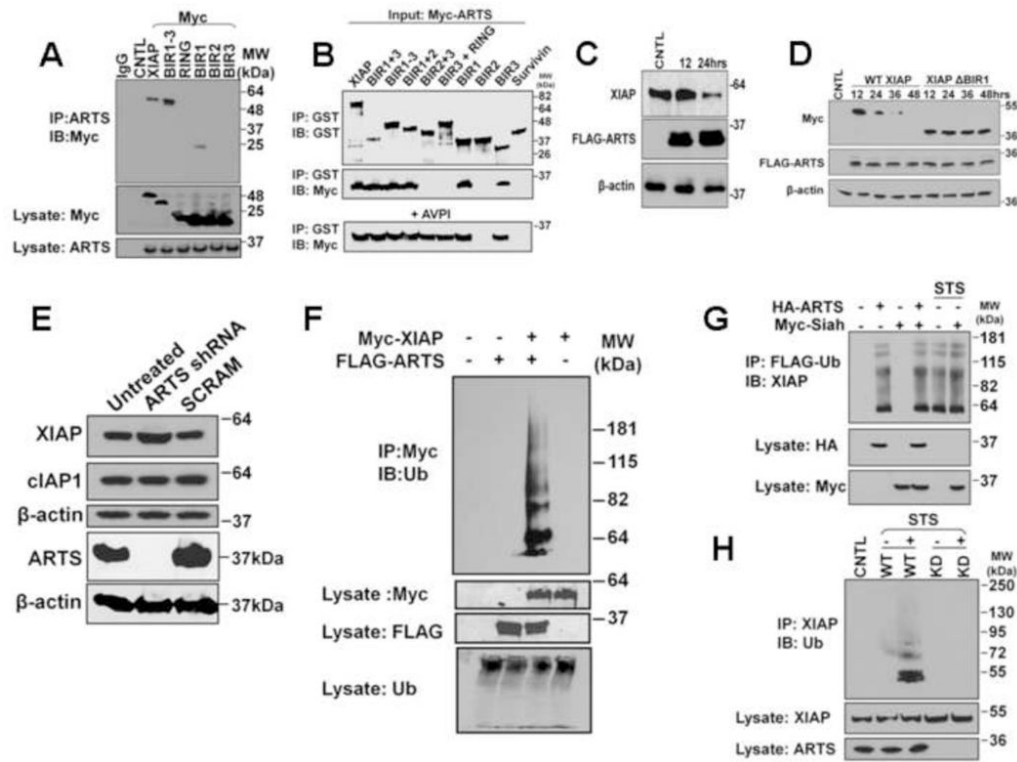 A
Myc
IgG
CNTL
XIAP
BIR1-3
RING
BIR1
BIR2
BIR3
MW
(kDa)
IP:ARTS
IB:Myc
64
48
37
25
Lysate: Myc
48
25
Lysate: ARTS
37
B
Input: Myc-ARTS
XIAP
BIR1+3
BIR1-3
BIR1+2
BIR2+3
BIR3 + RING
BIR1
BIR2
BIR3
Survivin
MW
(kDa)
IP: GST
IB: GST
82
64
48
37
26
IP: GST
IB: Myc
37
+ AVPI
IP: GST
IB: Myc
37
C
CNTL
12 24hrs
XIAP
64
FLAG-ARTS
37
β-actin
37
D
CNTL
WT XIAP
XIAP ΔBIR1
12 24 36 48 12 24 36 48hrs
Myc
55
36
FLAG-ARTS
36
β-actin
36
E
Untreated
ARTS shRNA
SCRAM
XIAP
64
cIAP1
64
β-actin
37
ARTS
37kDa
β-actin
37kDa
F
Myc-XIAP - - + +
FLAG-ARTS - + + -
MW
(kDa)
IP:Myc
IB:Ub
181
115
82
64
Lysate :Myc
64
Lysate: FLAG
37
Lysate: Ub
G
STS
HA-ARTS - + - + - -
Myc-Siah - - + + - +
MW
(kDa)
IP: FLAG-Ub
IB: XIAP
181
115
82
64
Lysate: HA
37
Lysate: Myc
37
H
STS
CNTL
- + - +
WT
WT
KD
KD
MW
(kDa)
IP: XIAP
IB: Ub
250
130
95
72
55
Lysate: XIAP
55
Lysate: ARTS
36